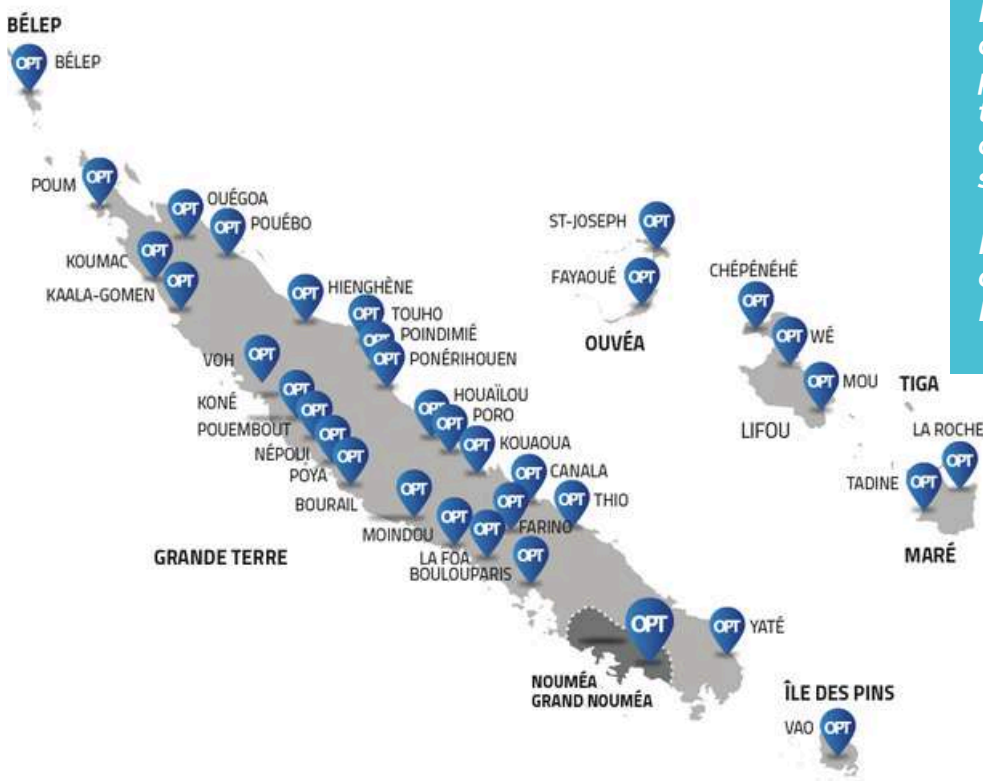 BÉLEP
OPT BÉLEP
POUM OPT
OPT OUÉGOA
OPT POUÉBO
KOUMAC OPT
KAALA-GOMEN OPT
OPT HIENGHÈNE
OPT TOUHO
OPT POINDIMIÉ
OPT PONÉRIHOUEN
VOH OPT
KONÉ OPT
POUEMBOUT OPT
NÉPOUI OPT
POYA OPT
BOURAIL OPT
OPT HOUAÏLOU
OPT PORO
OPT KOUAOUA
OPT CANALA
OPT THIO
OPT FARINO
MOINDOU OPT
LA FOA OPT
BOULOUPARIS OPT
GRANDE TERRE
OPT
NOUMÉA
GRAND NOUMÉA
OPT YATÉ
ST-JOSEPH OPT
FAYAOUÉ OPT
OUVÉA
CHÉPÉNÉHÉ
OPT
OPT WÉ
OPT MOU
LIFOU
TIGA
LA ROCHE
OPT
TADINE OPT
MARÉ
ÎLE DES PINS
VAO OPT